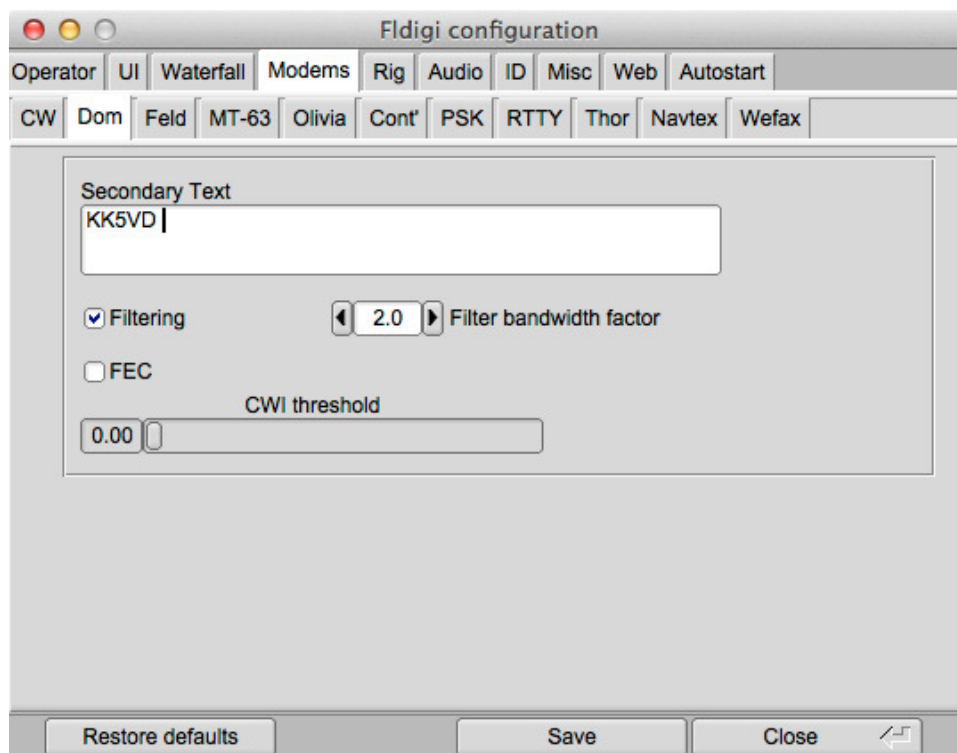 Fldigi configuration
Operator UI Waterfall Modems Rig Audio ID Misc Web Autostart
CW Dom Feld MT-63 Olivia Cont' PSK RTTY Thor Navtex Wefax
Secondary Text
KK5VD
Filtering 2.0 Filter bandwidth factor
FEC
CWI threshold
0.00
Restore defaults Save Close